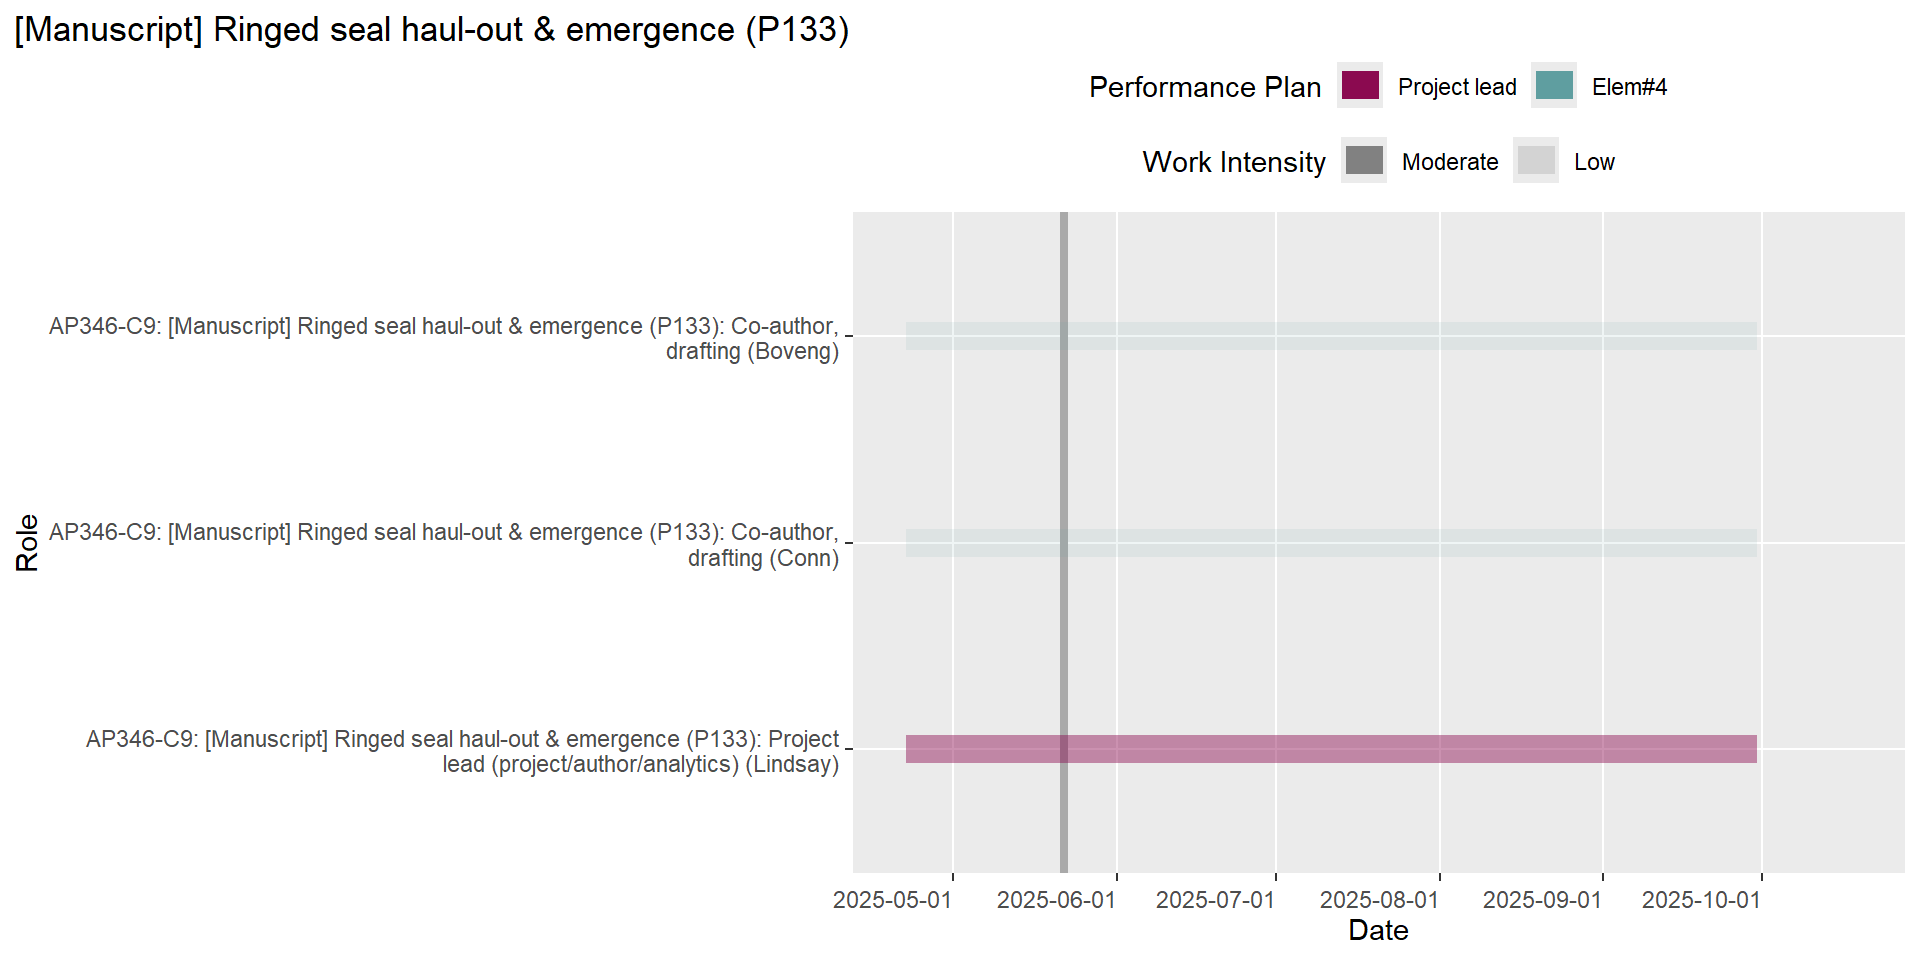 [Manuscript] Ringed seal haul-out & emergence (P133)
Performance Plan Project lead Elem#4
Work Intensity Moderate Low
AP346-C9: [Manuscript] Ringed seal haul-out & emergence (P133): Co-author,
drafting (Boveng)
Role
AP346-C9: [Manuscript] Ringed seal haul-out & emergence (P133): Co-author,
drafting (Conn)
AP346-C9: [Manuscript] Ringed seal haul-out & emergence (P133): Project
lead (project/author/analytics) (Lindsay)
2025-05-01 2025-06-01 2025-07-01 2025-08-01 2025-09-01 2025-10-01
Date